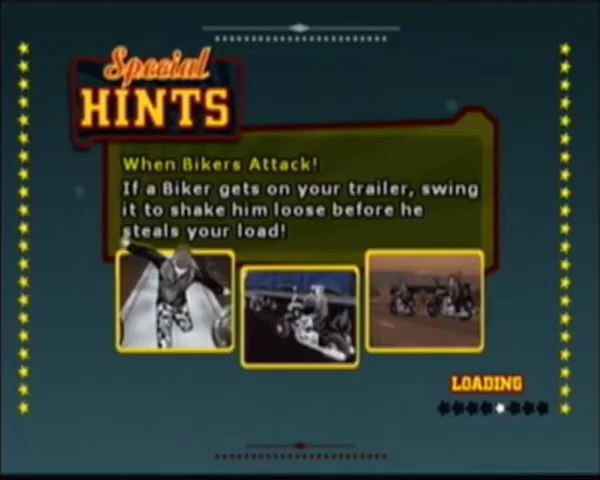 Special
HINTS
When Bikers Attack!
If a Biker gets on your trailer, swing
it to shake him loose before he
steals your load!
LOADING